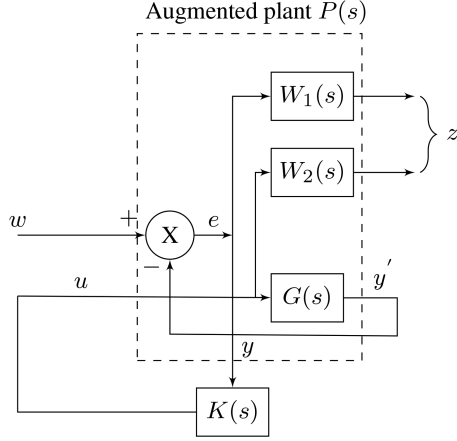 Augmented plant P(s)
W₁(s)
z
W₂(s)
w
+
X
e
−
u
G(s)
y′
y
K(s)